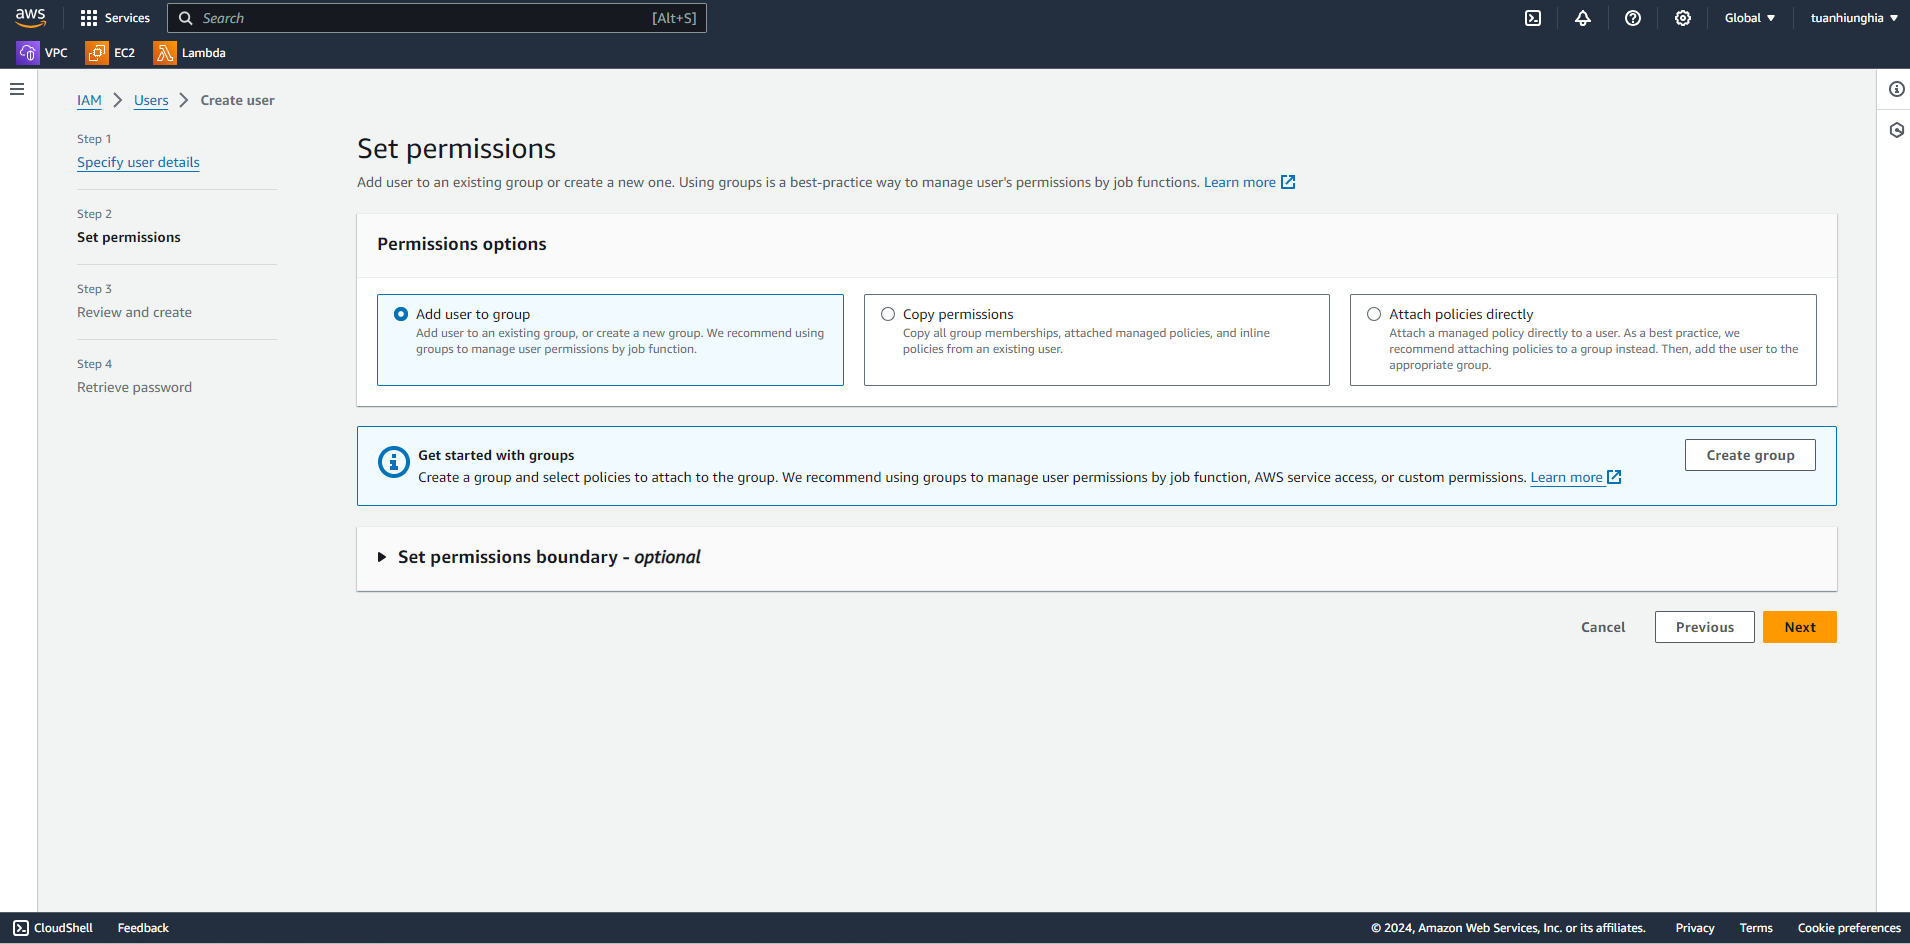 aws
Services
Search
[Alt+S]
Global
tuanhiunghia
VPC
EC2
Lambda
IAM
Users
Create user
Step 1
Specify user details
Step 2
Set permissions
Step 3
Review and create
Step 4
Retrieve password
Set permissions
Add user to an existing group or create a new one. Using groups is a best-practice way to manage user's permissions by job functions. Learn more
Permissions options
Add user to group
Add user to an existing group, or create a new group. We recommend using
groups to manage user permissions by job function.
Copy permissions
Copy all group memberships, attached managed policies, and inline
policies from an existing user.
Attach policies directly
Attach a managed policy directly to a user. As a best practice, we
recommend attaching policies to a group instead. Then, add the user to the
appropriate group.
Get started with groups
Create a group and select policies to attach to the group. We recommend using groups to manage user permissions by job function, AWS service access, or custom permissions. Learn more
Create group
Set permissions boundary - optional
Cancel
Previous
Next
CloudShell
Feedback
© 2024, Amazon Web Services, Inc. or its affiliates.
Privacy
Terms
Cookie preferences